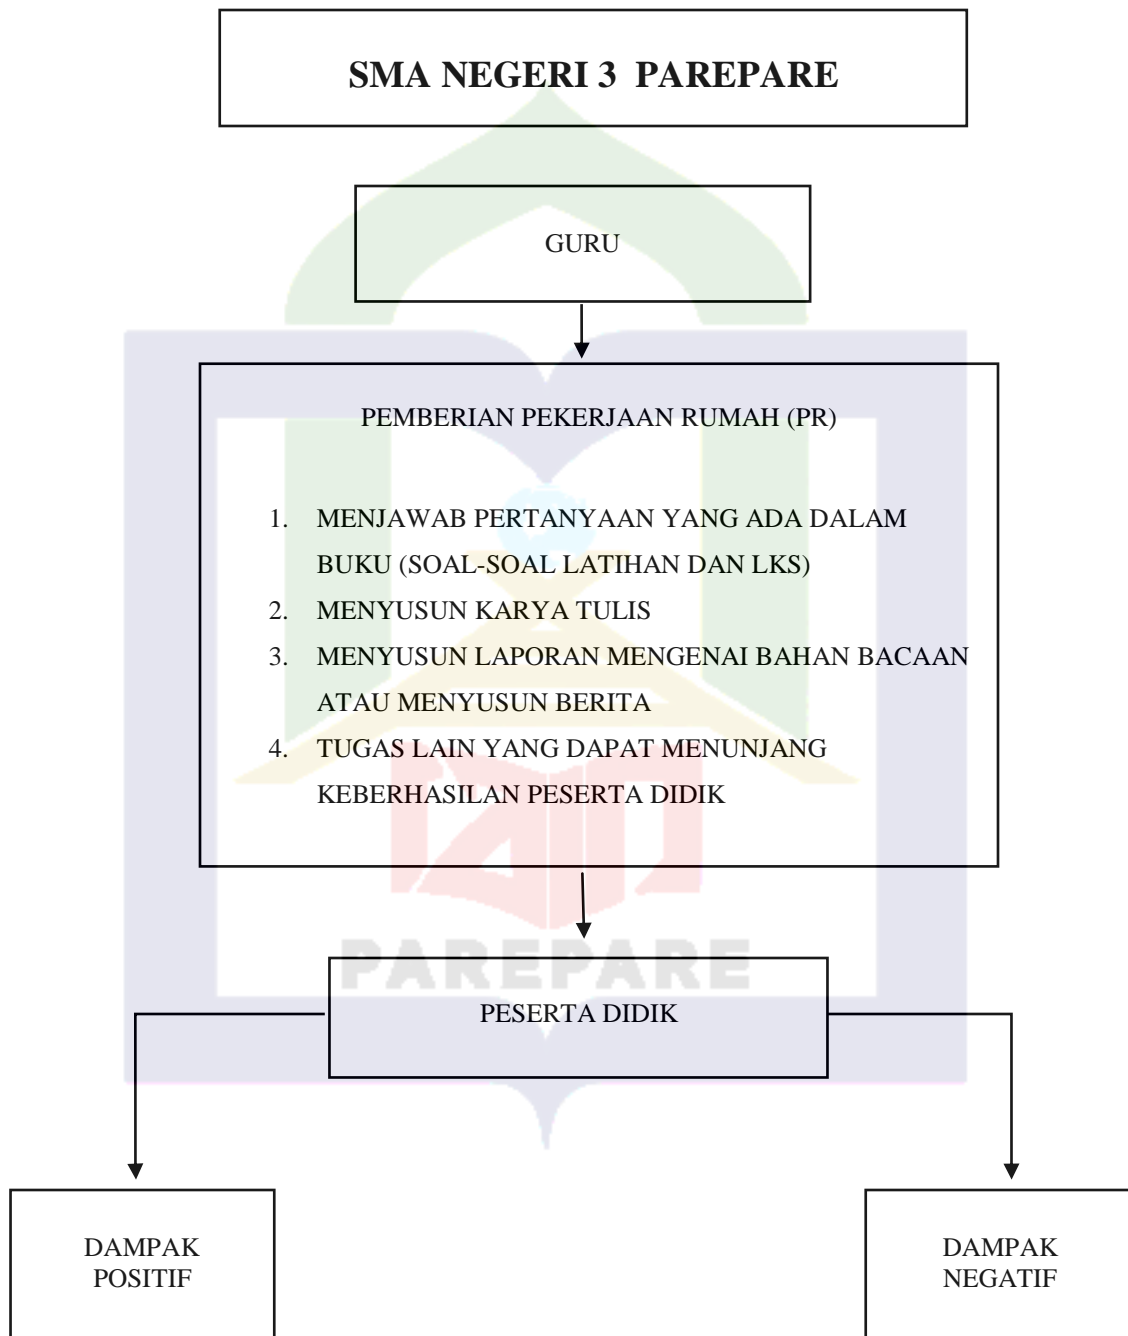 SMA NEGERI 3 PAREPARE
GURU
PEMBERIAN PEKERJAAN RUMAH (PR)
1. MENJAWAB PERTANYAAN YANG ADA DALAM
BUKU (SOAL-SOAL LATIHAN DAN LKS)
2. MENYUSUN KARYA TULIS
3. MENYUSUN LAPORAN MENGENAI BAHAN BACAAN
ATAU MENYUSUN BERITA
4. TUGAS LAIN YANG DAPAT MENUNJANG
KEBERHASILAN PESERTA DIDIK
iain
PAREPARE
PESERTA DIDIK
DAMPAK
POSITIF
DAMPAK
NEGATIF